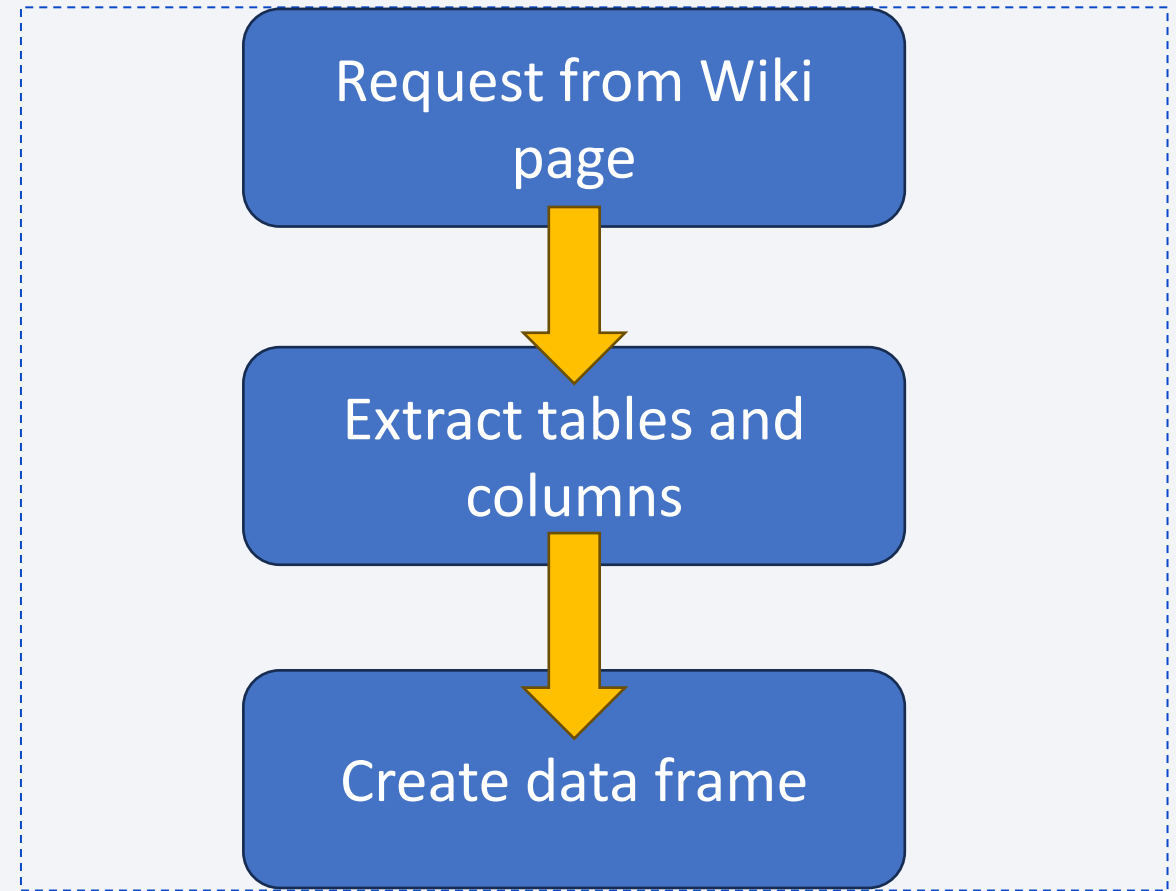 Request from Wiki
page
Extract tables and
columns
Create data frame